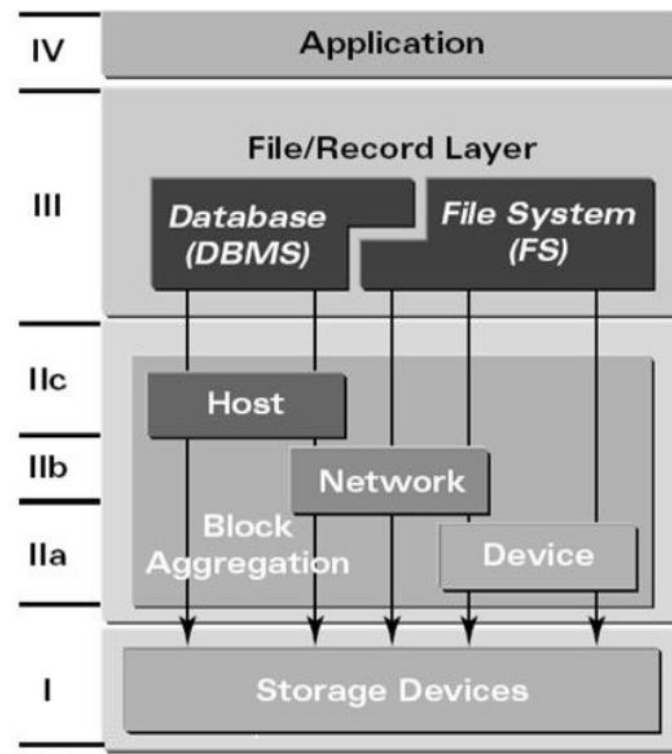 IV
Application
III
File/Record Layer
Database
(DBMS)
File System
(FS)
IIc
Host
IIb
Network
IIa
Block
Aggregation
Device
I
Storage Devices